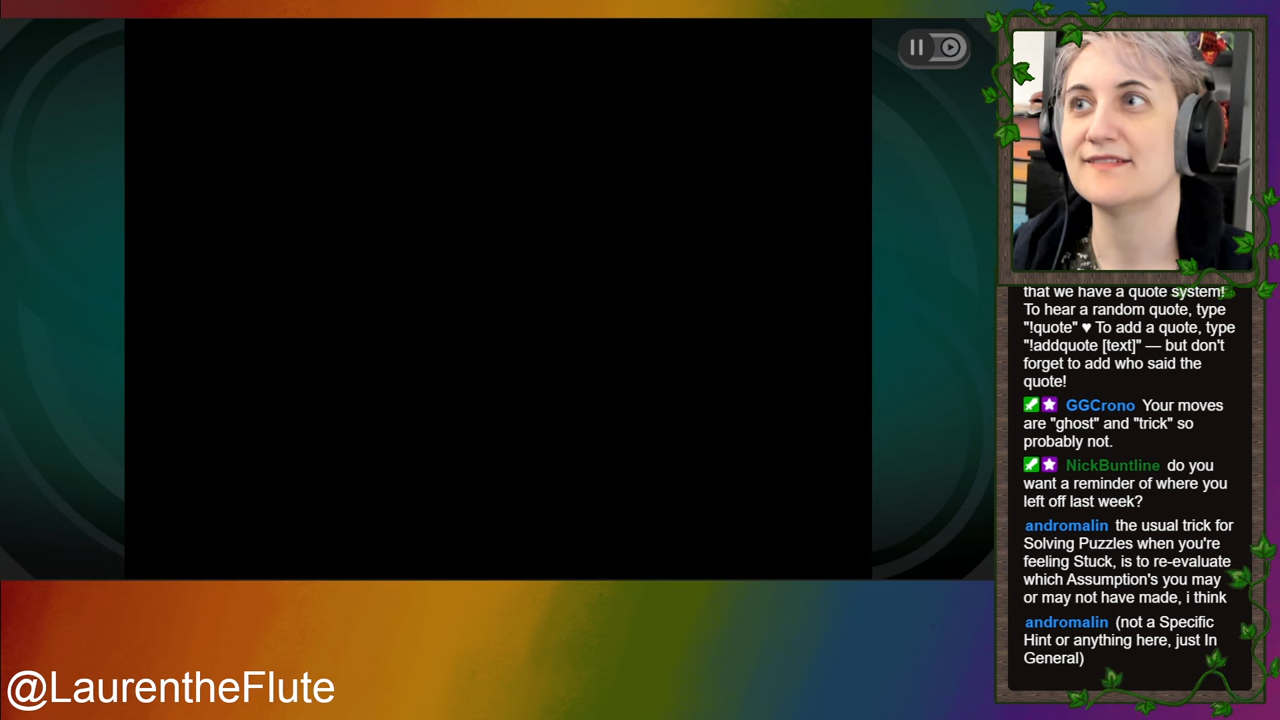 that we have a quote system!
To hear a random quote, type
"!quote" ♥ To add a quote, type
"!addquote [text]" — but don't
forget to add who said the
quote!
GGCrono Your moves
are "ghost" and "trick" so
probably not.
NickBuntline do you
want a reminder of where you
left off last week?
andromalin the usual trick for
Solving Puzzles when you're
feeling Stuck, is to re-evaluate
which Assumption's you may
or may not have made, i think
andromalin (not a Specific
Hint or anything here, just In
General)
@LaurentheFlute